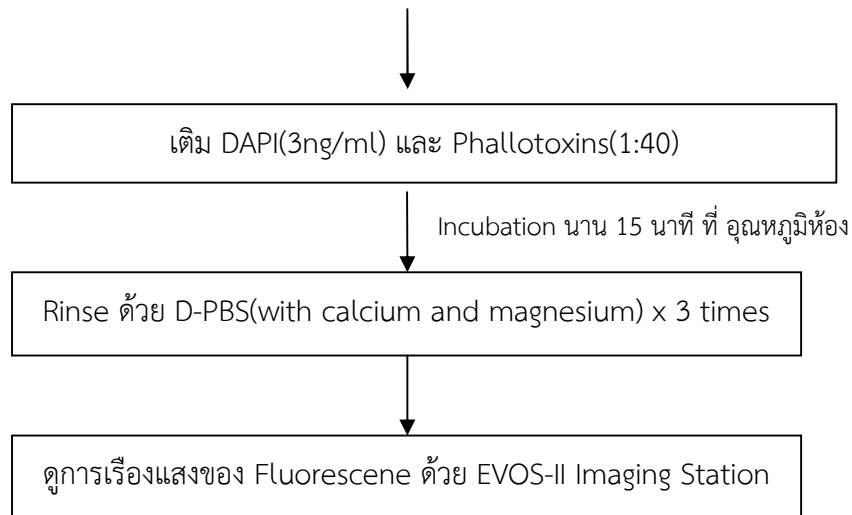 เติม DAPI(3ng/ml) และ Phallotoxins(1:40)
Incubation นาน 15 นาที ที่ อุณหภูมิห้อง
Rinse ด้วย D-PBS(with calcium and magnesium) x 3 times
ดูการเรืองแสงของ Fluorescene ด้วย EVOS-II Imaging Station